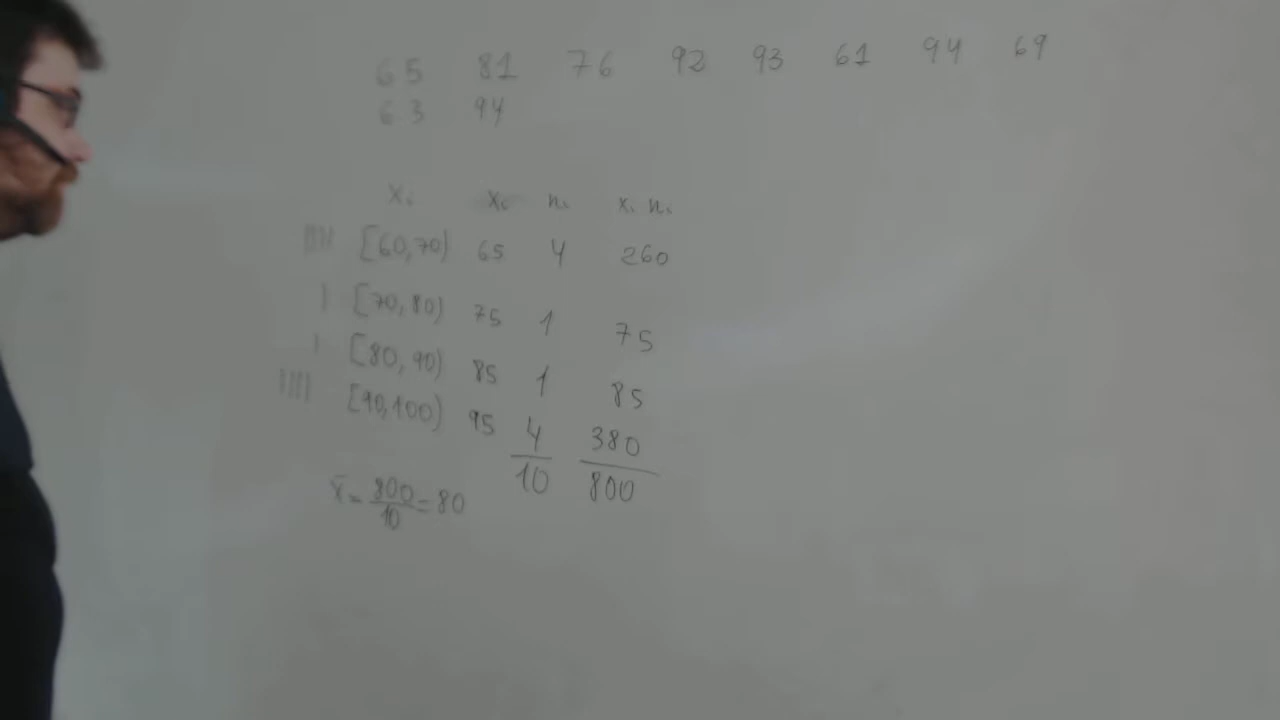 65 81 76 92 93 61 94 69
63 94
xᵢ xᵢ nᵢ xᵢ nᵢ
|||| [60,70) 65 4 260
| [70,80) 75 1 75
| [80,90) 85 1 85
|||| [90,100) 95 4 380
10 800
x̄ = 800/10 = 80